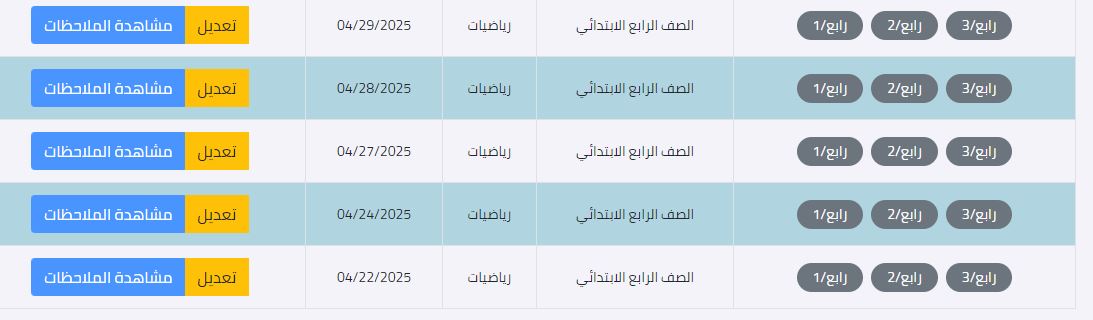 رابع/3 رابع/2 رابع/1 الصف الرابع الابتدائي رياضيات 04/29/2025 تعديل مشاهدة الملاحظات
رابع/3 رابع/2 رابع/1 الصف الرابع الابتدائي رياضيات 04/28/2025 تعديل مشاهدة الملاحظات
رابع/3 رابع/2 رابع/1 الصف الرابع الابتدائي رياضيات 04/27/2025 تعديل مشاهدة الملاحظات
رابع/3 رابع/2 رابع/1 الصف الرابع الابتدائي رياضيات 04/24/2025 تعديل مشاهدة الملاحظات
رابع/3 رابع/2 رابع/1 الصف الرابع الابتدائي رياضيات 04/22/2025 تعديل مشاهدة الملاحظات